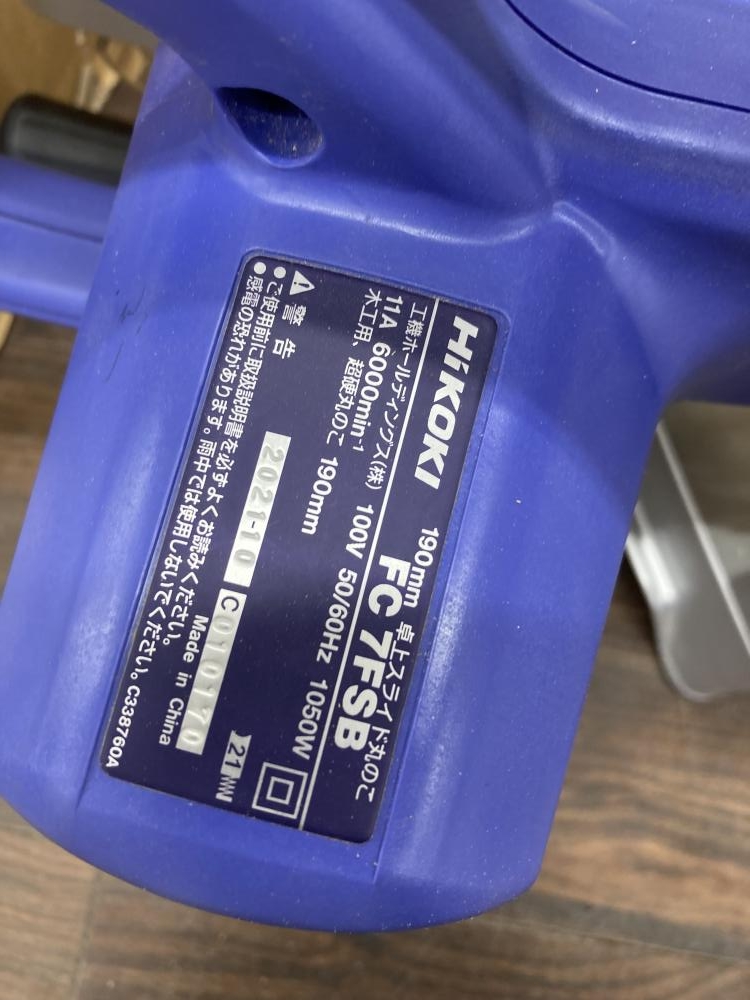 HiKOKI 190mm 卓上スライド丸のこ
FC 7FSB
工機ホールディングス(株) 100V 50/60Hz 1050W
11A 6000min⁻¹
木工用、超硬丸のこ 190mm
2021-10 C010170 21
⚠ 警告 Made in China
●ご使用前に取扱説明書を必ずよくお読みください。
●感電の恐れがあります。雨中では使用しないでください。C338760A